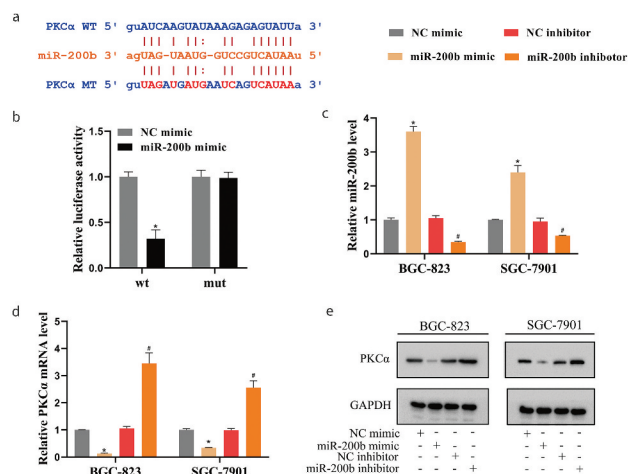 a
PKCα WT 5' guAUCAAGUAUAAAGAGAGUAUUa 3'
miR-200b 3' agUAG-UAAUG-GUCCGUCAUAAu 5'
PKCα MT 5' guUAGAUGAUGAAUCAGUCAUAAa 3'
NC mimic
NC inhibitor
miR-200b mimic
miR-200b inbitotor
b
Relative luciferase activity
1.5
1.0
0.5
0.0
NC mimic
miR-200b mimic
*
wt
mut
c
Relative miR-200b level
4
3
2
1
0
*
#
*
#
BGC-823
SGC-7901
d
Relative PKCα mRNA level
5
4
3
2
1
0
*
#
*
#
BGC-823
SGC-7901
e
BGC-823
SGC-7901
PKCα
GAPDH
NC mimic + - - - + - - -
miR-200b mimic - + - - - + - -
NC inhibitor - - + - - - + -
miR-200b inhibitor - - - + - - - +